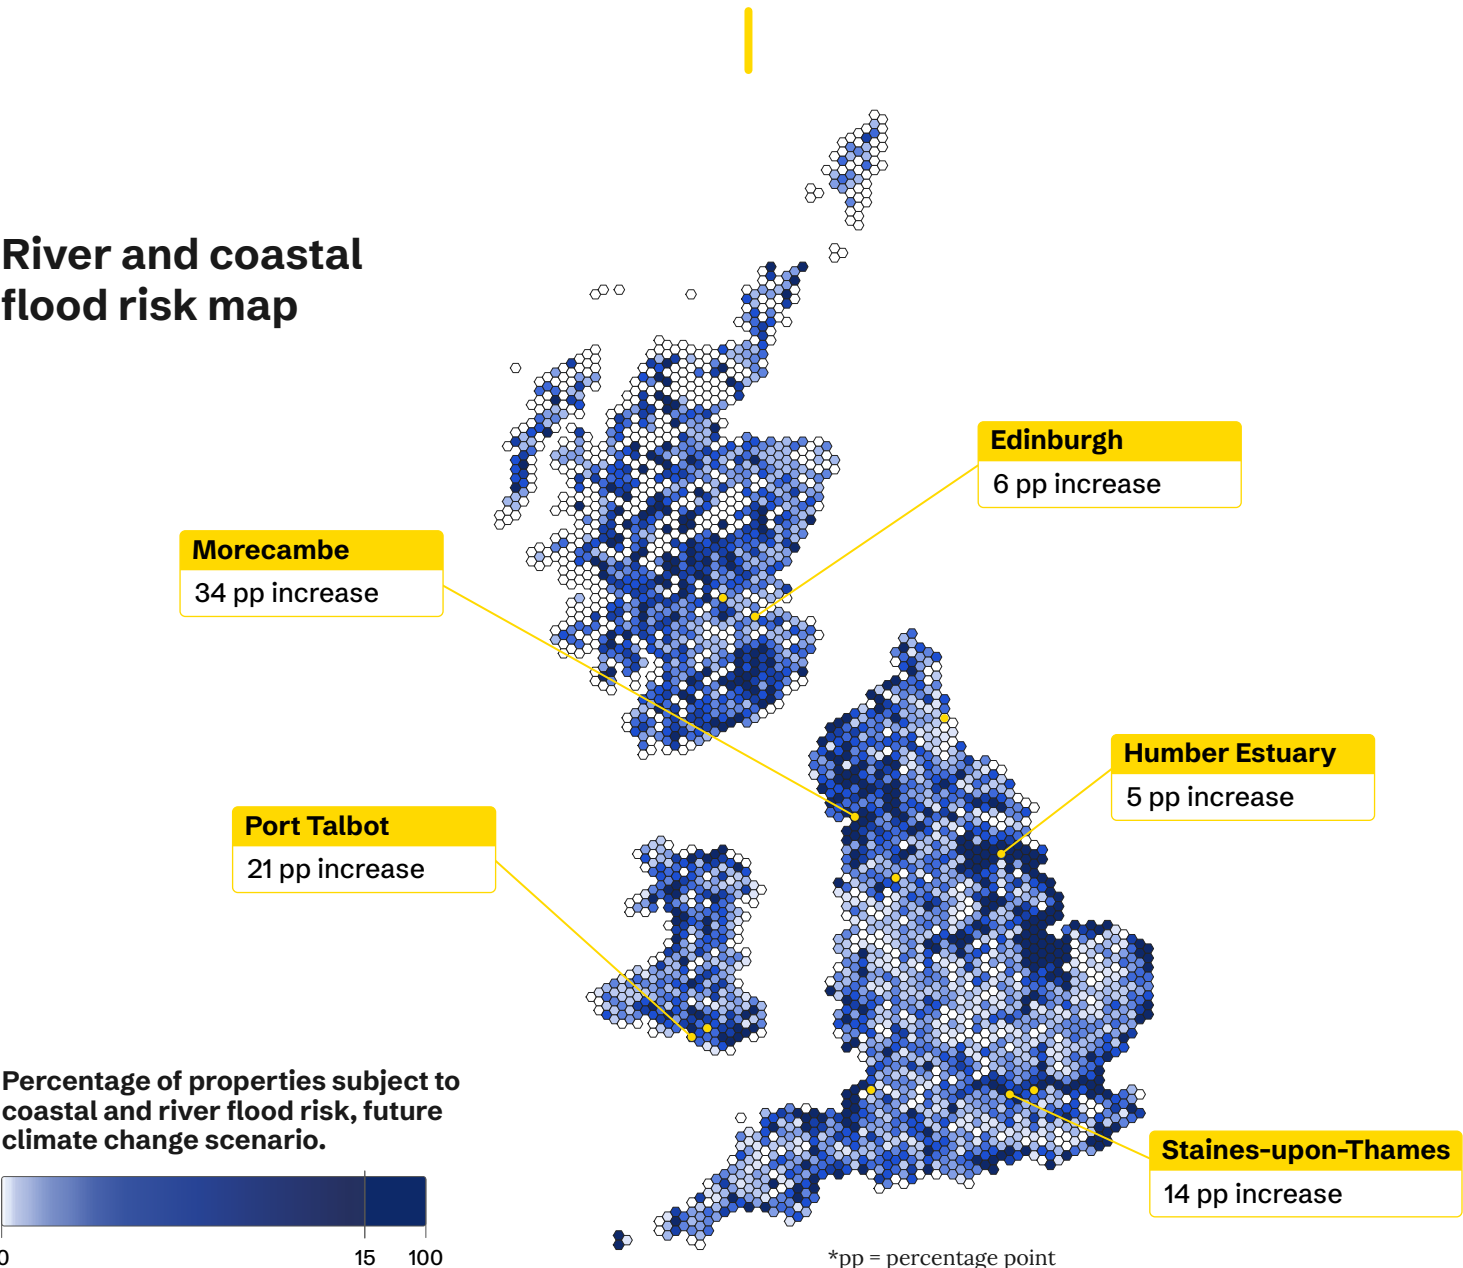 River and coastal
flood risk map
Edinburgh
6 pp increase
Morecambe
34 pp increase
Humber Estuary
5 pp increase
Port Talbot
21 pp increase
Percentage of properties subject to
coastal and river flood risk, future
climate change scenario.
0 15 100
Staines-upon-Thames
14 pp increase
*pp = percentage point